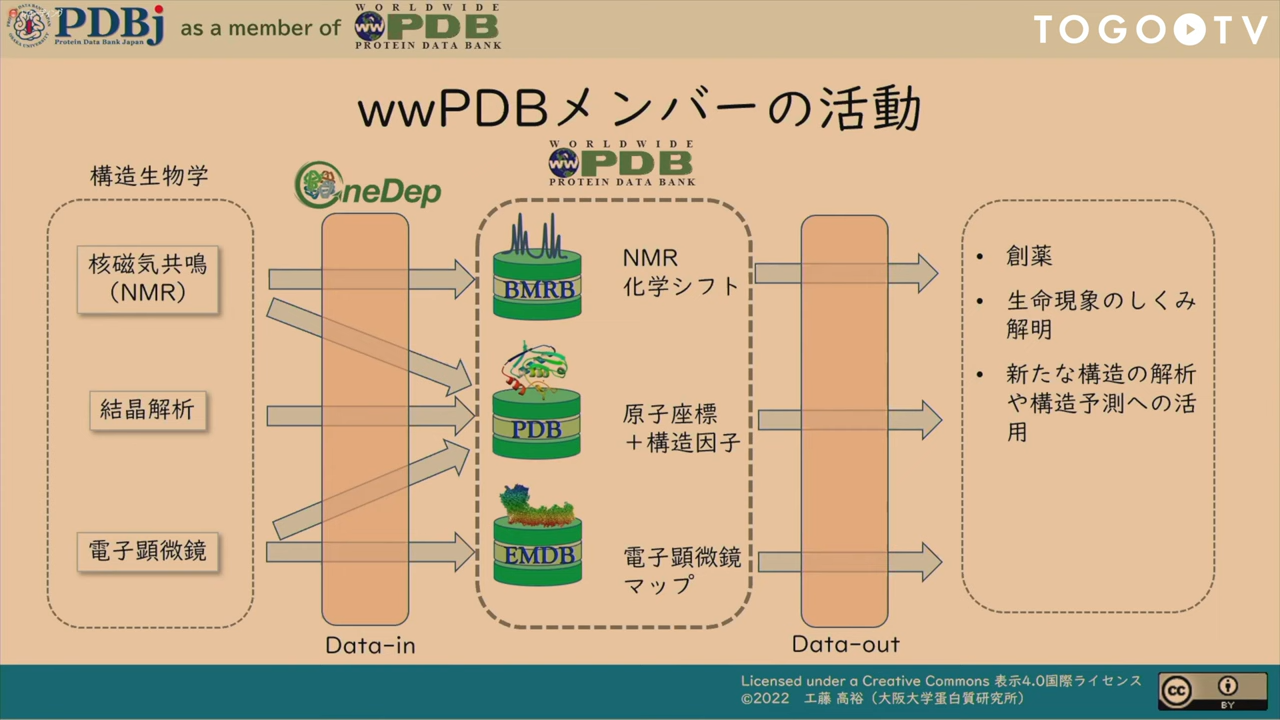 PDBj
Protein Data Bank Japan
as a member of
WORLDWIDE
wwPDB
PROTEIN DATA BANK
TOGO TV
wwPDBメンバーの活動
WORLDWIDE
wwPDB
PROTEIN DATA BANK
構造生物学
OneDep
核磁気共鳴
（NMR）
結晶解析
電子顕微鏡
Data-in
BMRB
NMR
化学シフト
PDB
原子座標
＋構造因子
EMDB
電子顕微鏡
マップ
Data-out
• 創薬
• 生命現象のしくみ
解明
• 新たな構造の解析
や構造予測への活
用
Licensed under a Creative Commons 表示4.0国際ライセンス
©2022 工藤 高裕（大阪大学蛋白質研究所）
cc
BY